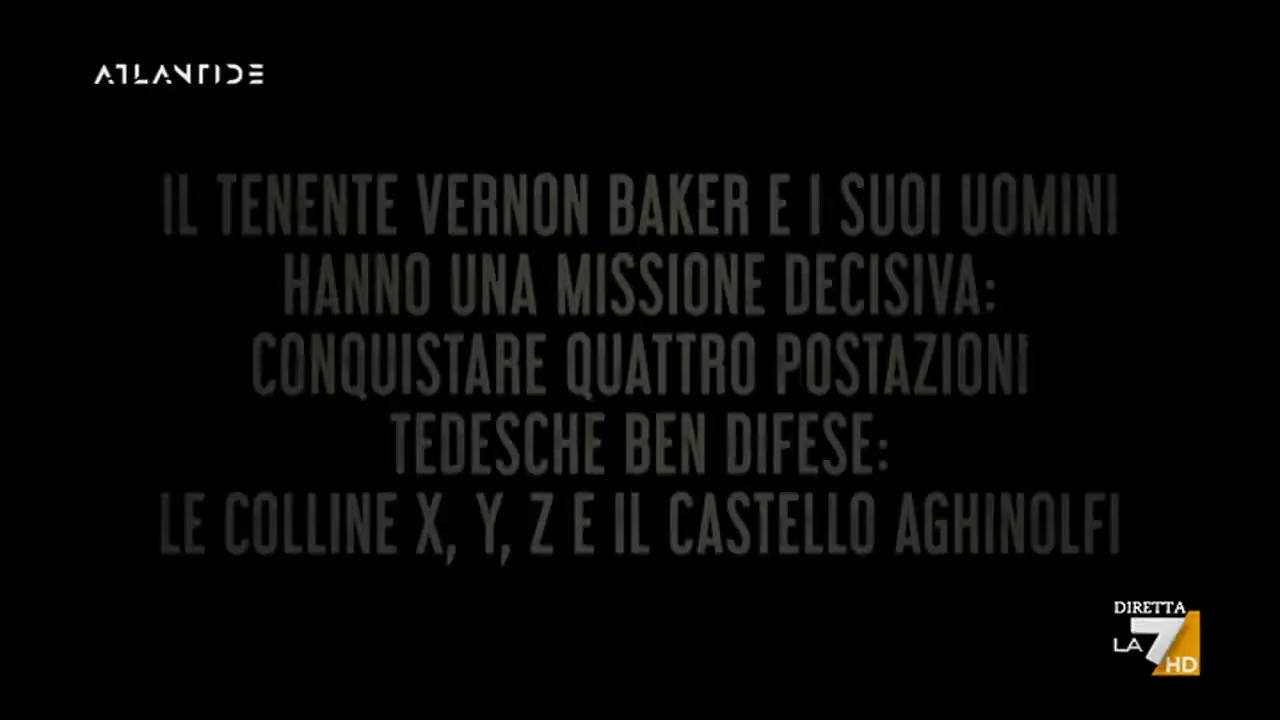 ATLANTIDE
IL TENENTE VERNON BAKER E I SUOI UOMINI
HANNO UNA MISSIONE DECISIVA:
CONQUISTARE QUATTRO POSTAZIONI
TEDESCHE BEN DIFESE:
LE COLLINE X, Y, Z E IL CASTELLO AGHINOLFI
DIRETTA
LA7
HD